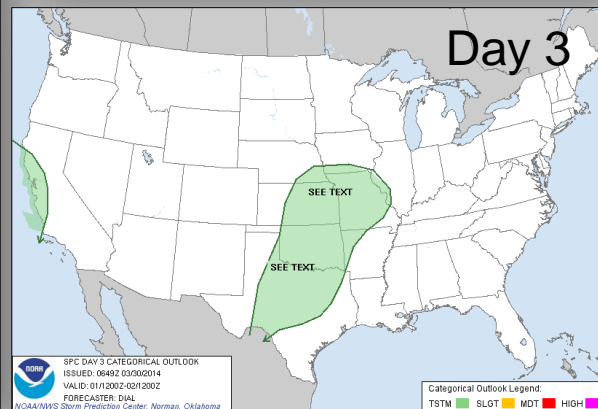 Day 3
SEE TEXT
SEE TEXT
NOAA
SPC DAY 3 CATEGORICAL OUTLOOK
ISSUED: 0649Z 03/30/2014
VALID: 01/1200Z-02/1200Z
FORECASTER: DIAL
NOAA/NWS Storm Prediction Center, Norman, Oklahoma
Categorical Outlook Legend:
TSTM SLGT MDT HIGH